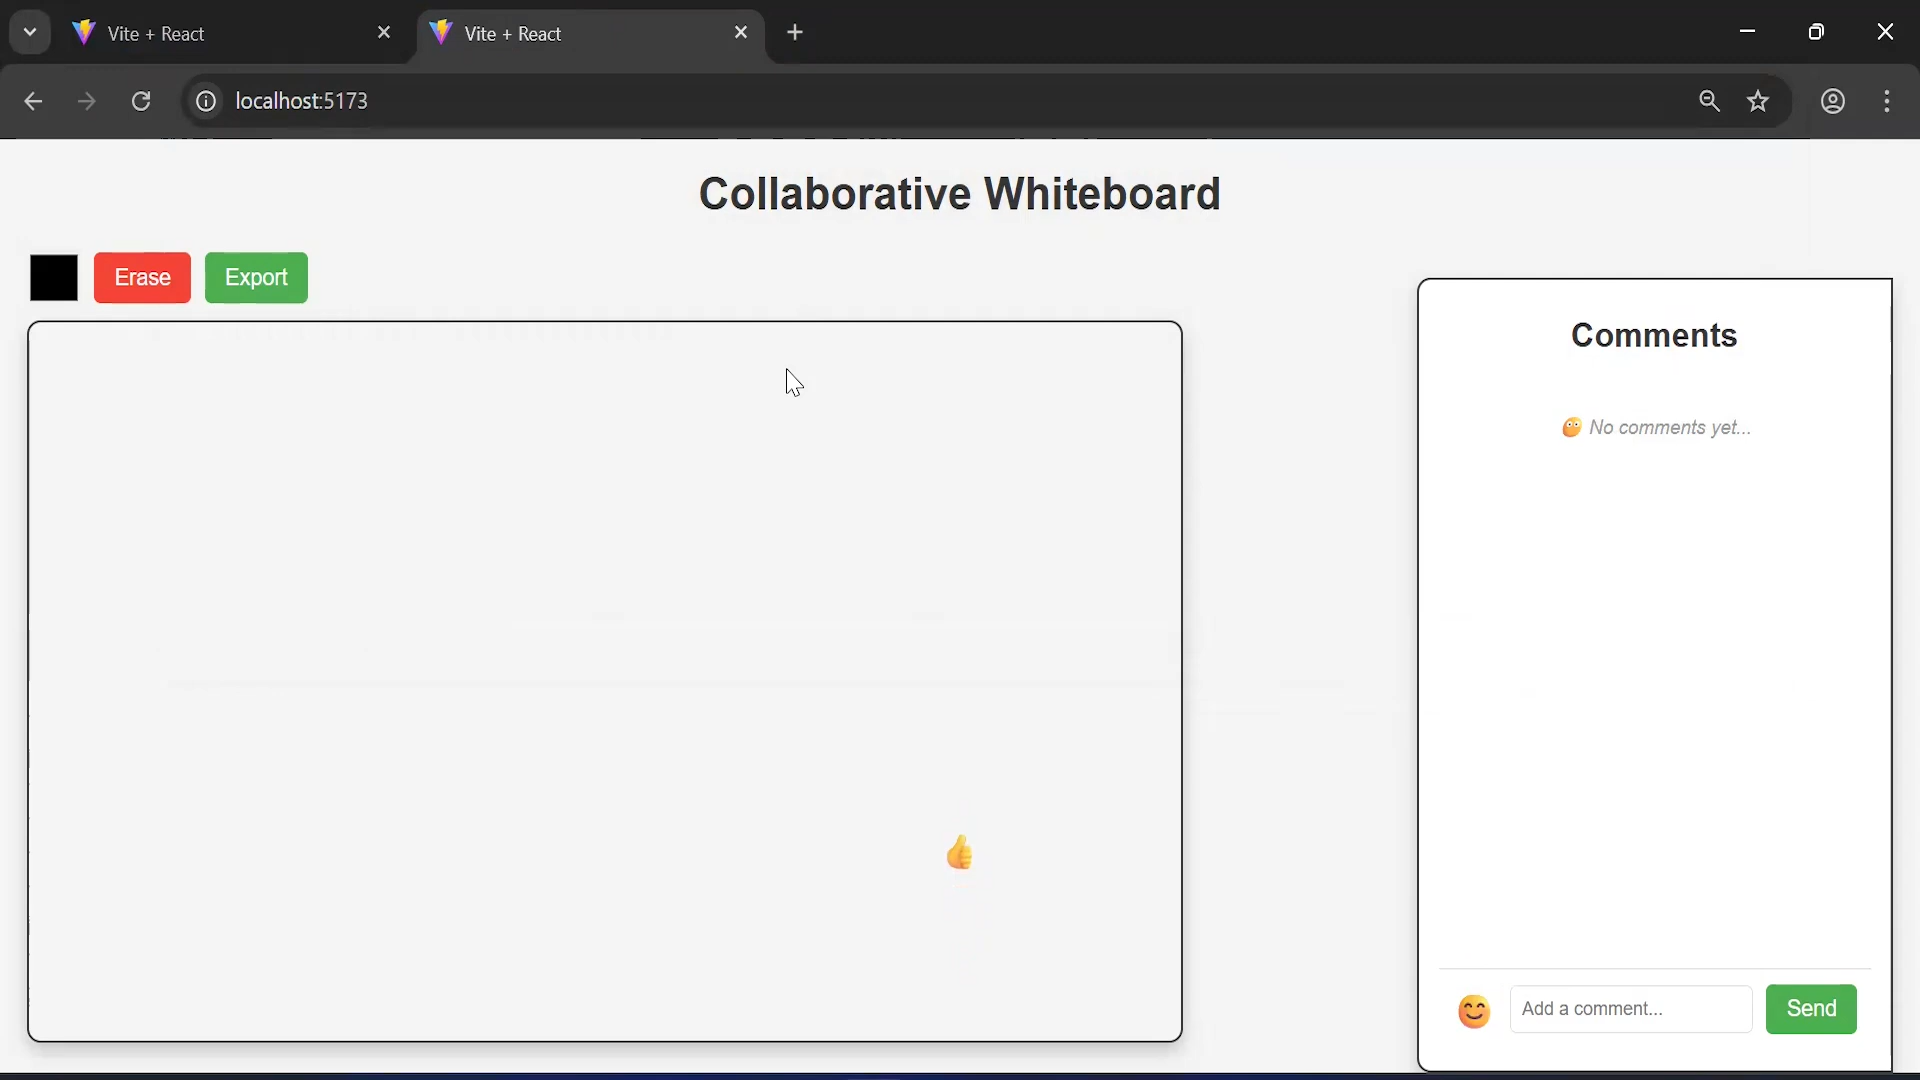 Vite + React
Vite + React
localhost:5173
Collaborative Whiteboard
Erase
Export
Comments
No comments yet...
Add a comment...
Send